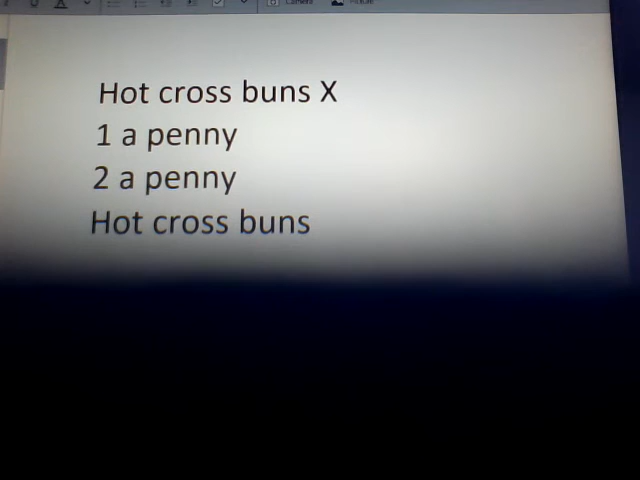 Hot cross buns X
1 a penny
2 a penny
Hot cross buns